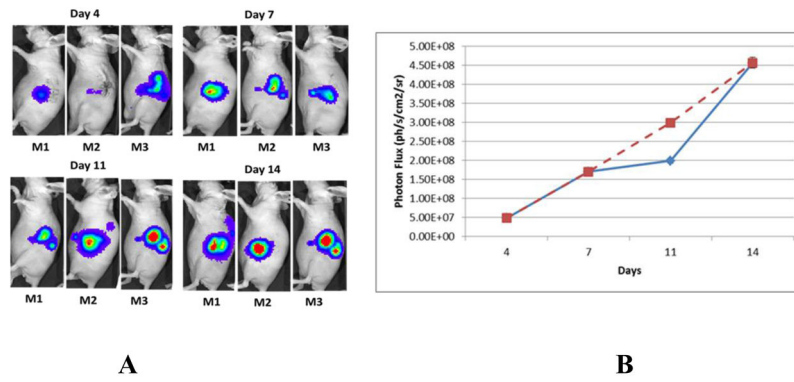 Day 4
Day 7
M1 M2 M3 M1 M2 M3
Day 11
Day 14
M1 M2 M3 M1 M2 M3
A
Photon Flux (ph/s/cm2/sr)
5.00E+08
4.50E+08
4.00E+08
3.50E+08
3.00E+08
2.50E+08
2.00E+08
1.50E+08
1.00E+08
5.00E+07
0.00E+00
4 7 11 14
Days
B